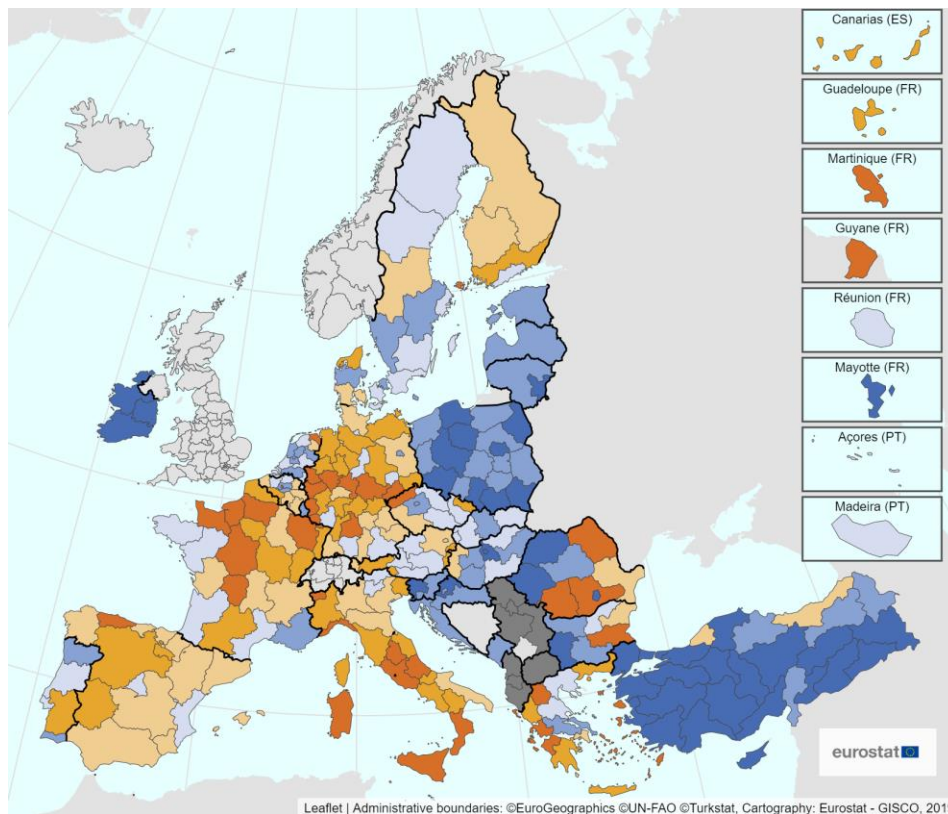 Canarias (ES)
Guadeloupe (FR)
Martinique (FR)
Guyane (FR)
Réunion (FR)
Mayotte (FR)
Açores (PT)
Madeira (PT)
eurostat
Leaflet | Administrative boundaries: ©EuroGeographics ©UN-FAO ©Turkstat, Cartography: Eurostat - GISCO, 201